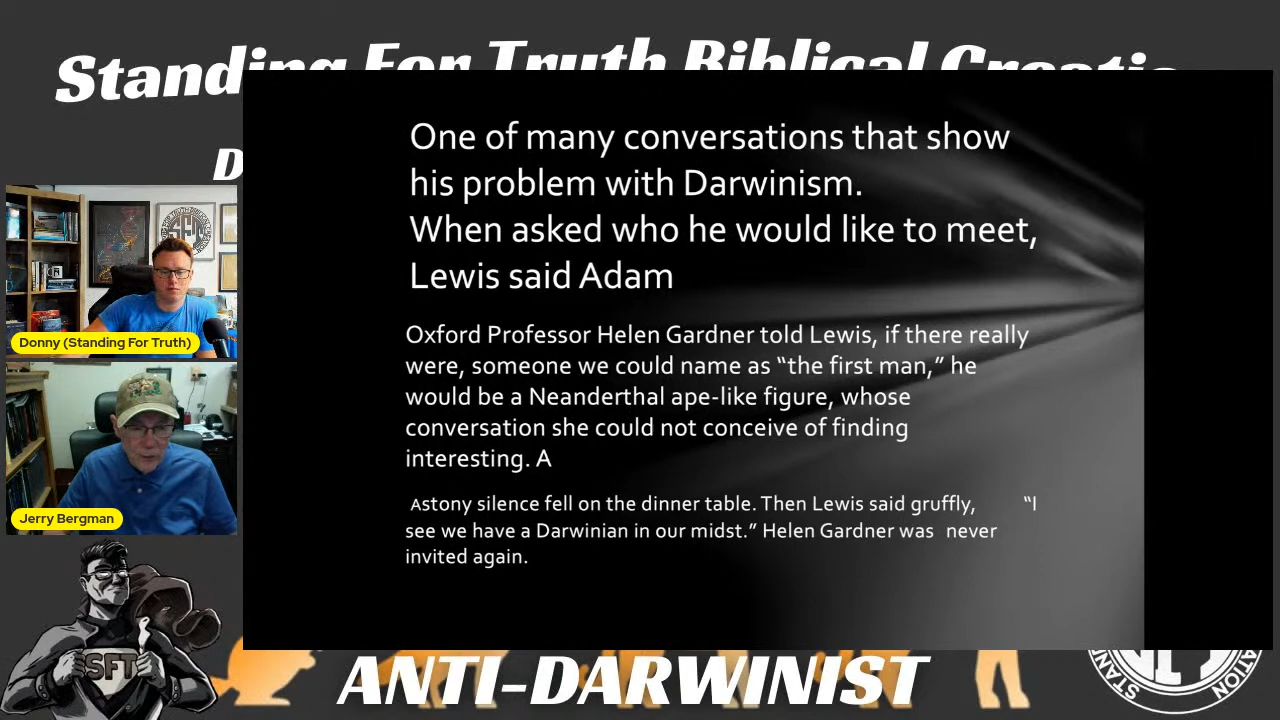 Standing For Truth Biblical Creatio
D
One of many conversations that show
his problem with Darwinism.
When asked who he would like to meet,
Lewis said Adam
Oxford Professor Helen Gardner told Lewis, if there really
were, someone we could name as “the first man,” he
would be a Neanderthal ape-like figure, whose
conversation she could not conceive of finding
interesting. A
Astony silence fell on the dinner table. Then Lewis said gruffly, “I
see we have a Darwinian in our midst.” Helen Gardner was never
invited again.
SFT
Donny (Standing For Truth)
Jerry Bergman
SFT
ANTI-DARWINIST
STAN
ATION